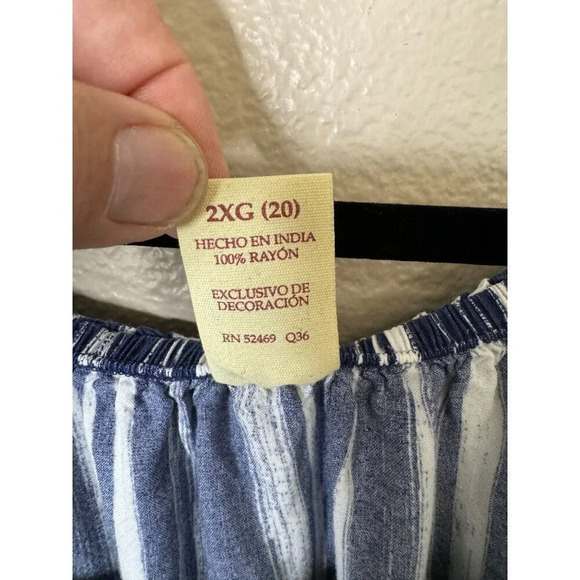 2XG (20)
HECHO EN INDIA
100% RAYÓN
EXCLUSIVO DE
DECORACIÓN
RN 52469 Q36